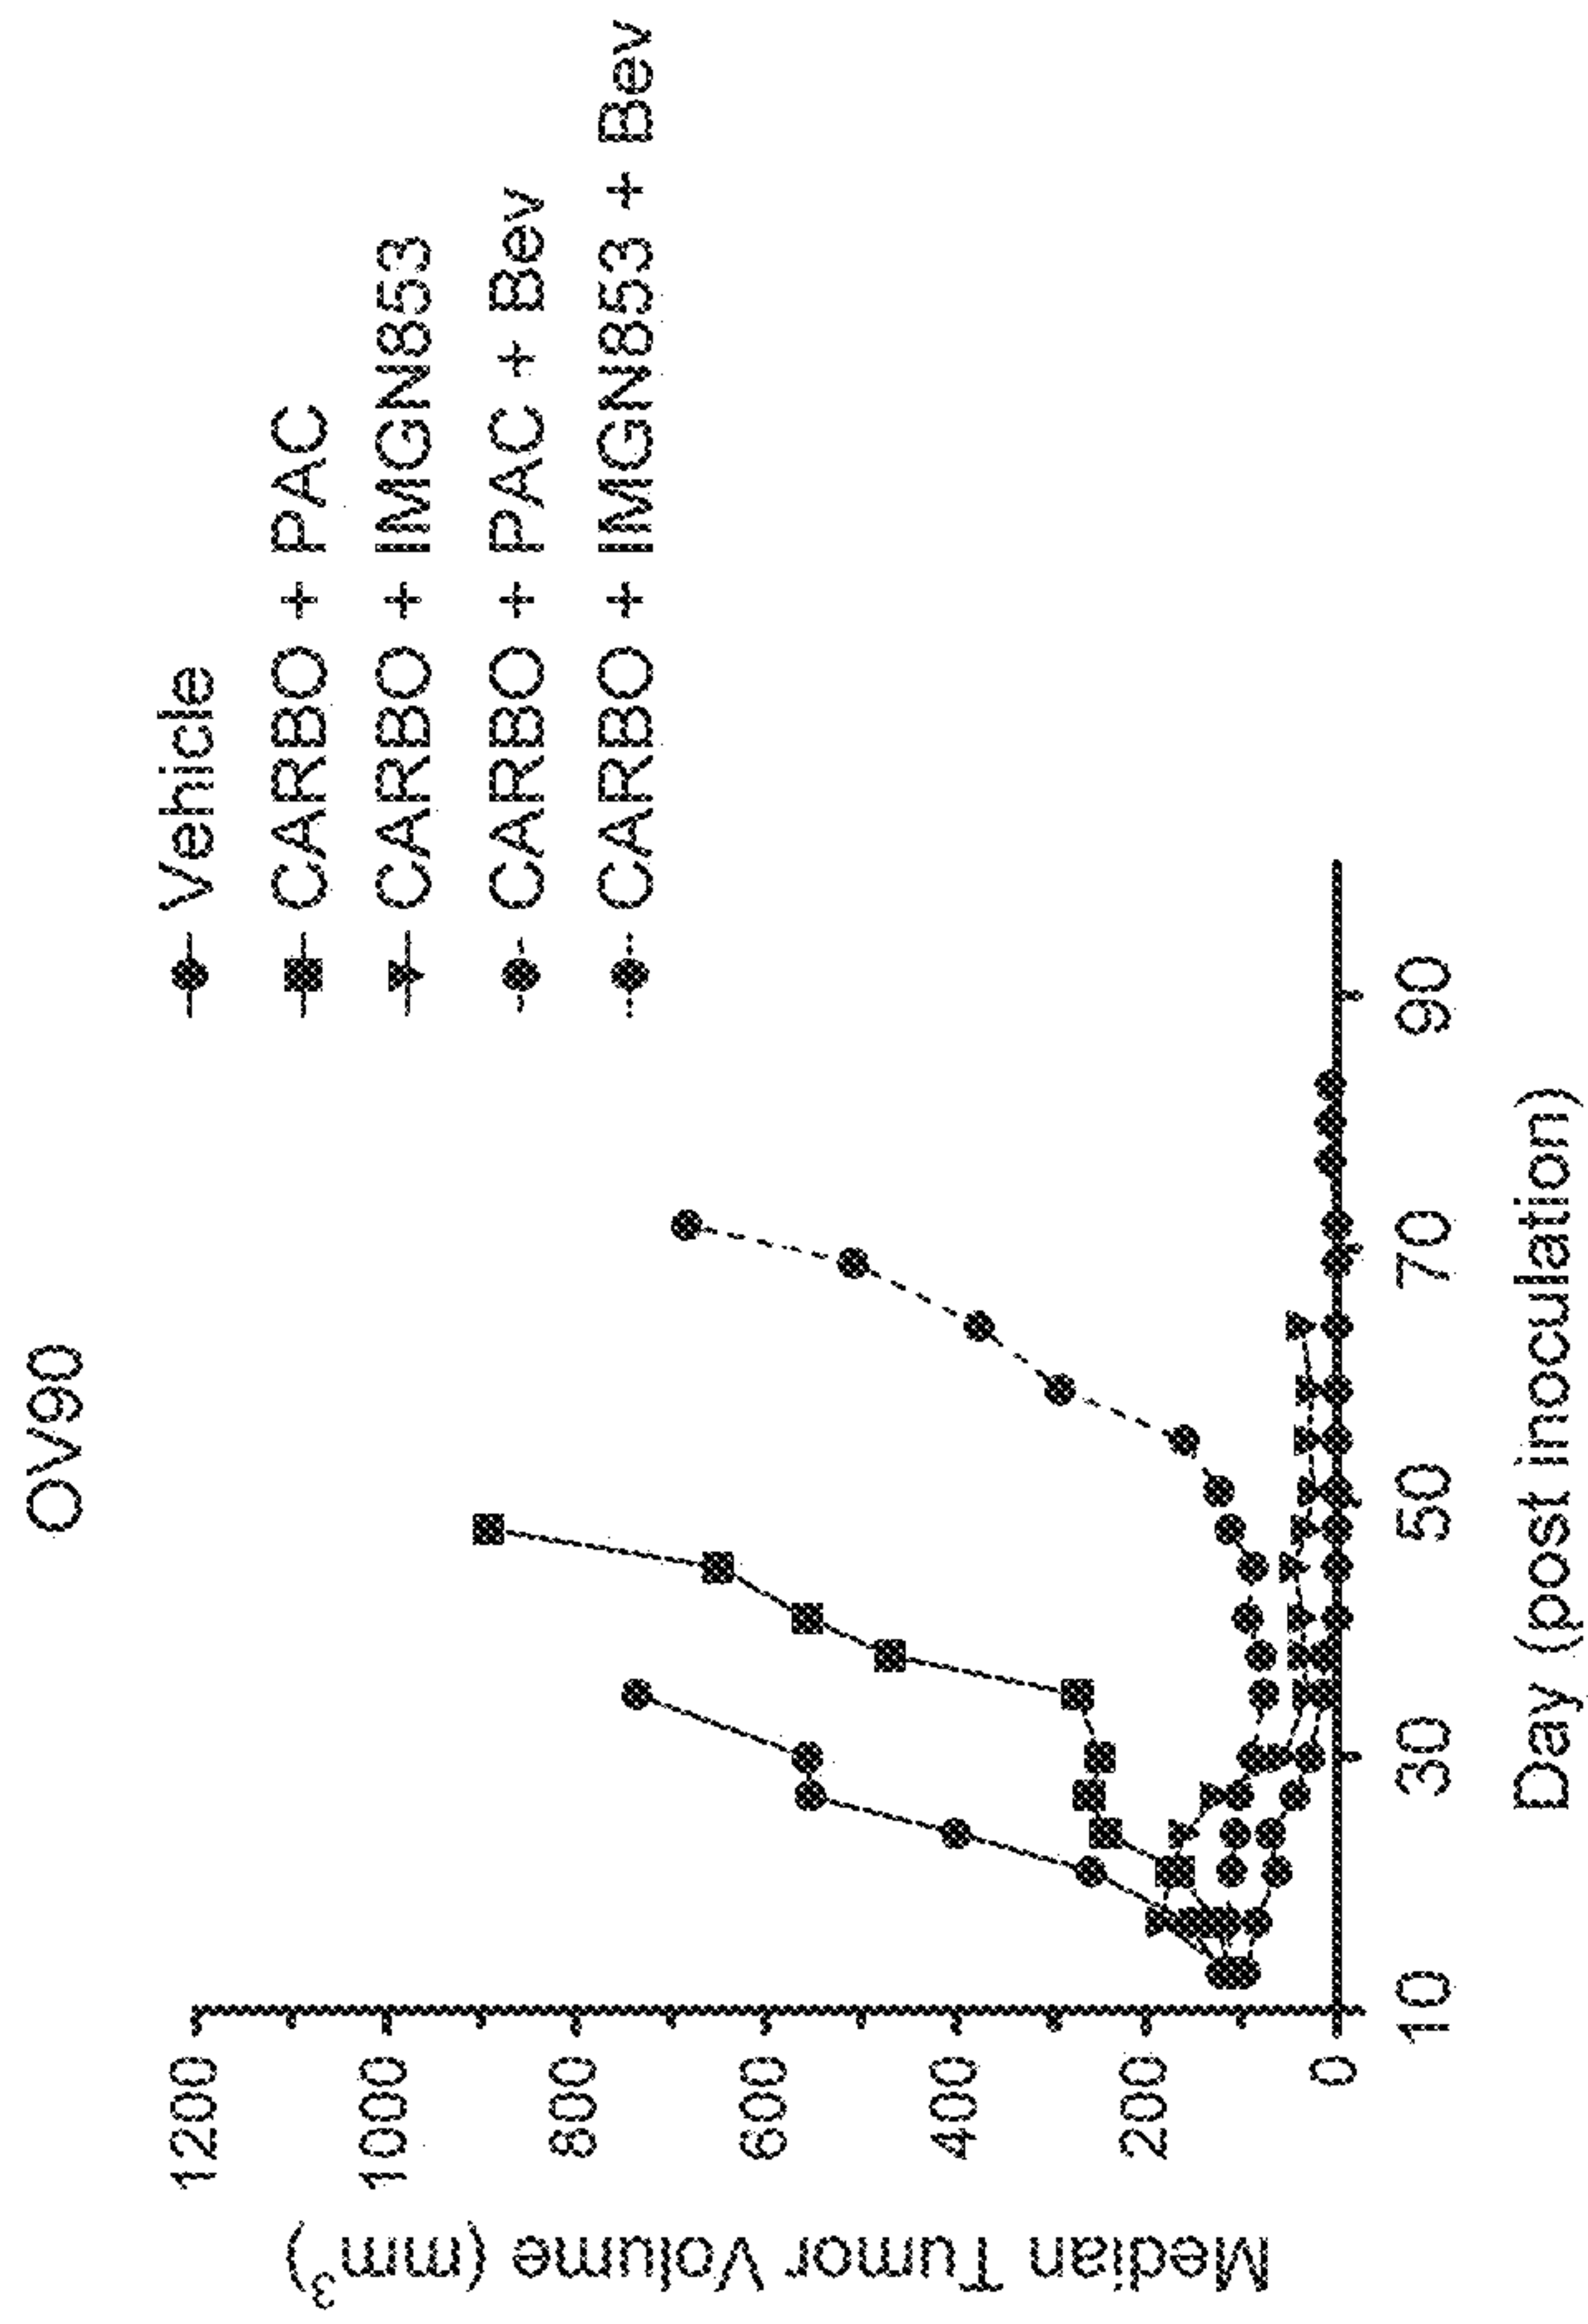 OV90
Vehicle
CARBO + PAC
CARBO + IMGN853
CARBO + PAC + Bev
CARBO + IMGN853 + Bev
Median Tumor Volume (mm³)
1200
1000
800
600
400
200
0
10
30
50
70
90
Day (post inoculation)